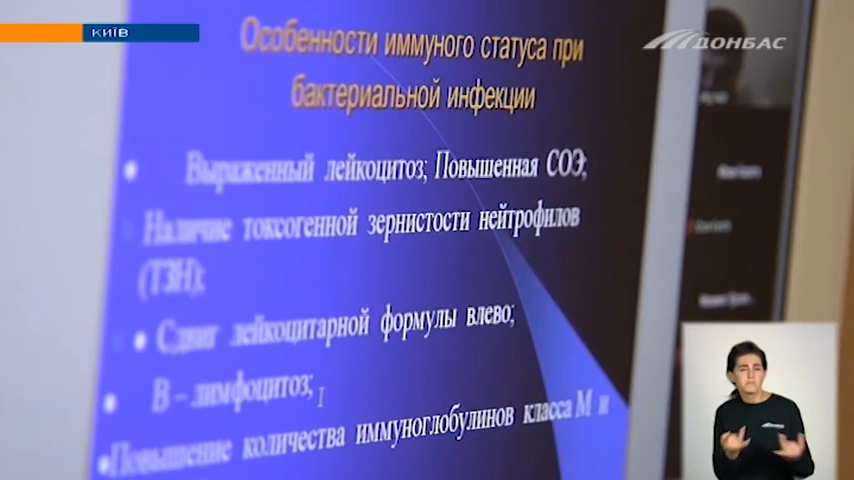 КИЇВ
ДОНБАС
Особенности иммуного статуса при
бактериальной инфекции
Выраженный лейкоцитоз; Повышенная СОЭ;
Наличие токсогенной зернистости нейтрофилов
(ТЗН);
Сдвиг лейкоцитарной формулы влево;
В – лимфоцитоз;
Повышение количества иммуноглобулинов класса М и